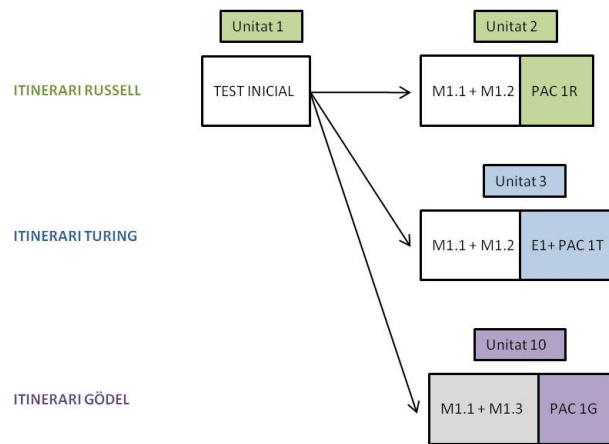 Unitat 1
Unitat 2
ITINERARI RUSSELL
TEST INICIAL
M1.1 + M1.2
PAC 1R
Unitat 3
ITINERARI TURING
M1.1 + M1.2
E1+ PAC 1T
Unitat 10
ITINERARI GÖDEL
M1.1 + M1.3
PAC 1G